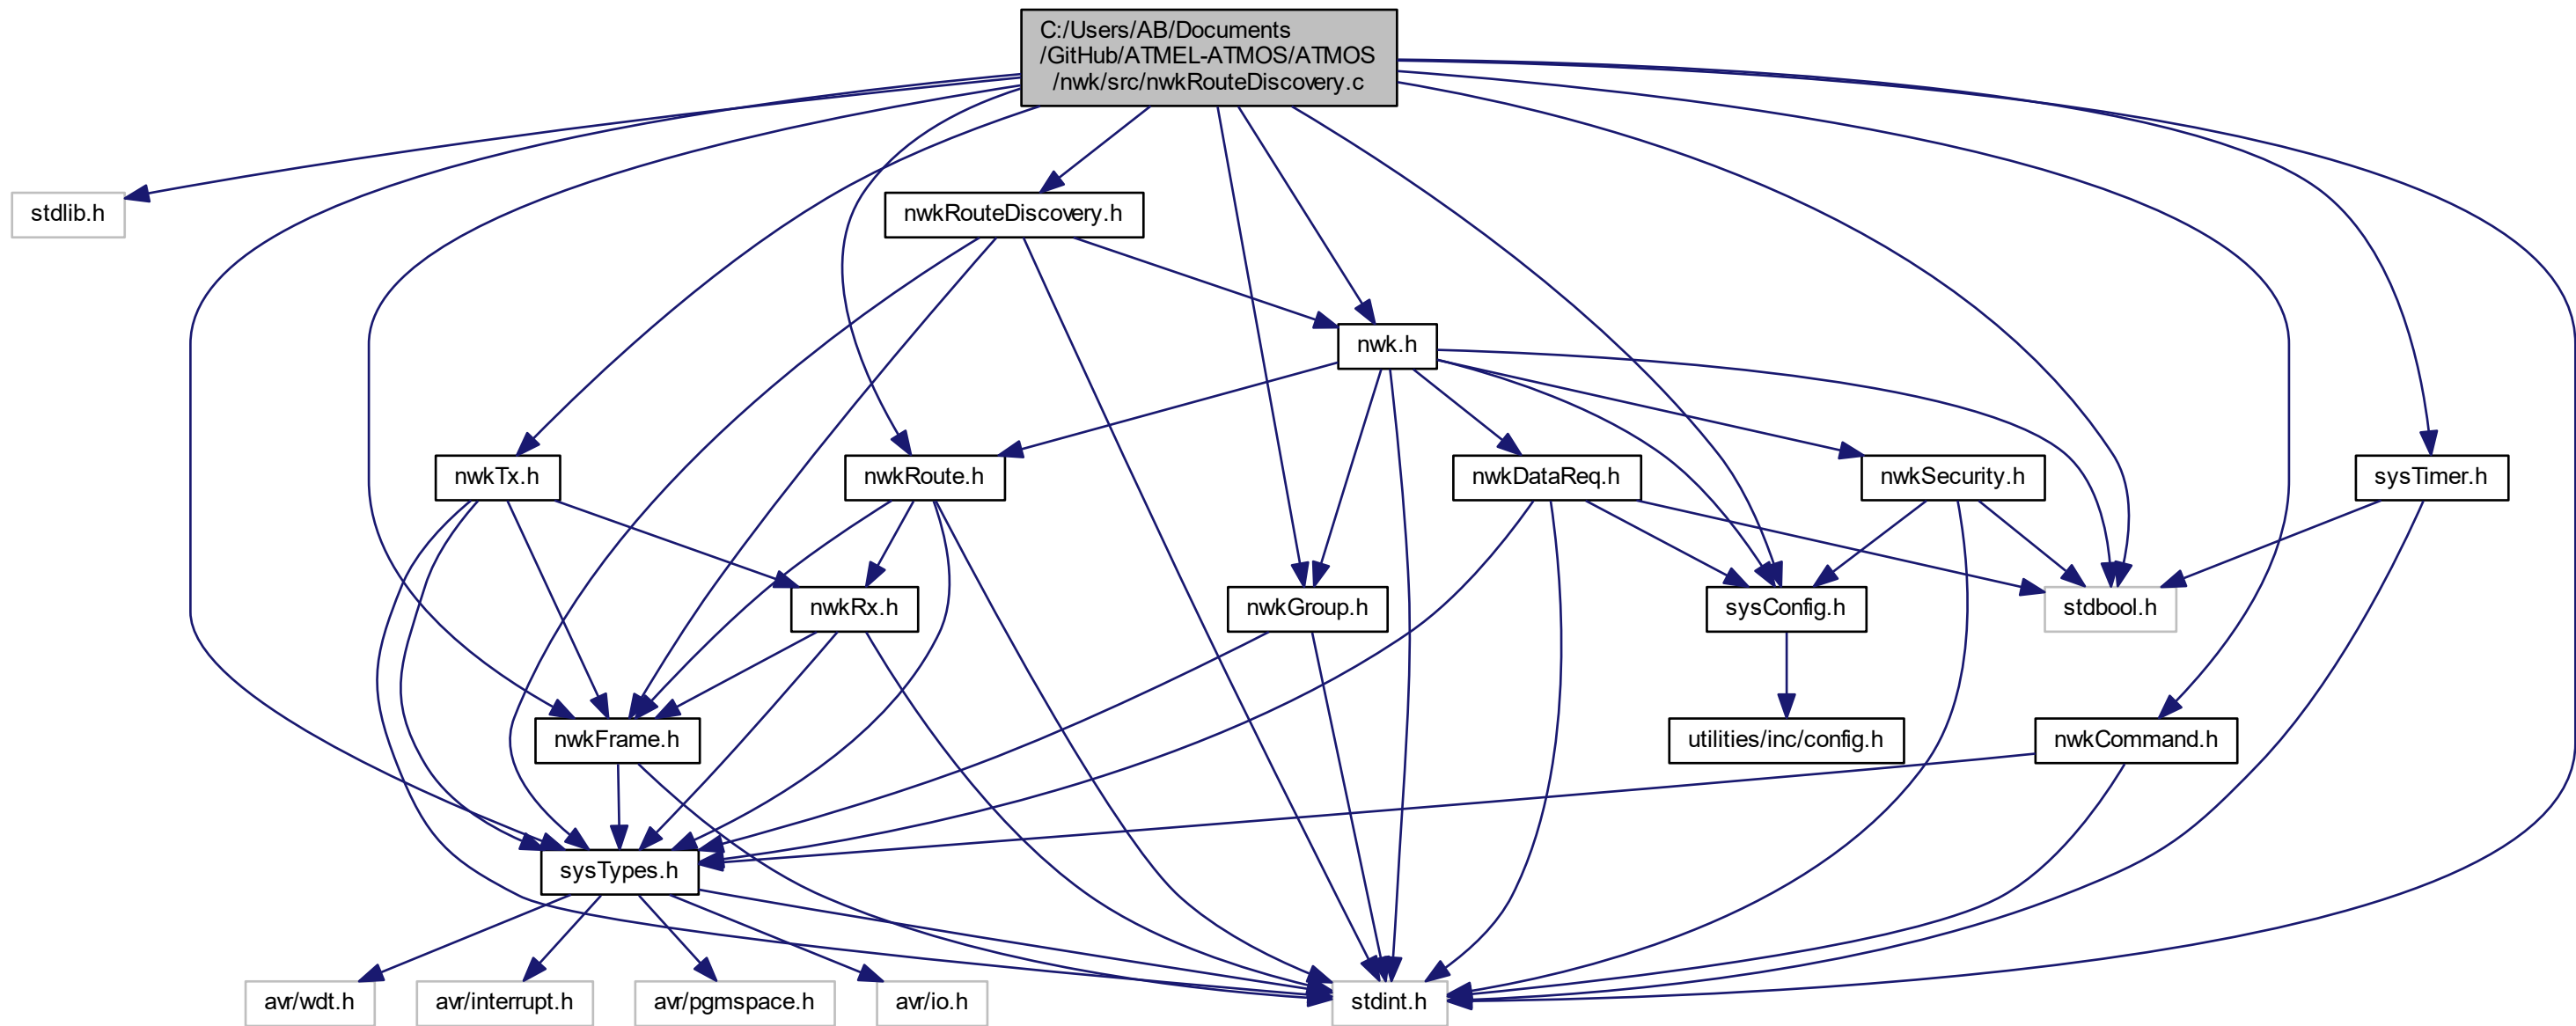 C:/Users/AB/Documents
/GitHub/ATMEL-ATMOS/ATMOS
/nwk/src/nwkRouteDiscovery.c
stdlib.h
nwkRouteDiscovery.h
nwk.h
nwkTx.h
nwkRoute.h
nwkDataReq.h
nwkSecurity.h
sysTimer.h
nwkRx.h
nwkGroup.h
sysConfig.h
stdbool.h
nwkFrame.h
utilities/inc/config.h
nwkCommand.h
sysTypes.h
avr/wdt.h
avr/interrupt.h
avr/pgmspace.h
avr/io.h
stdint.h